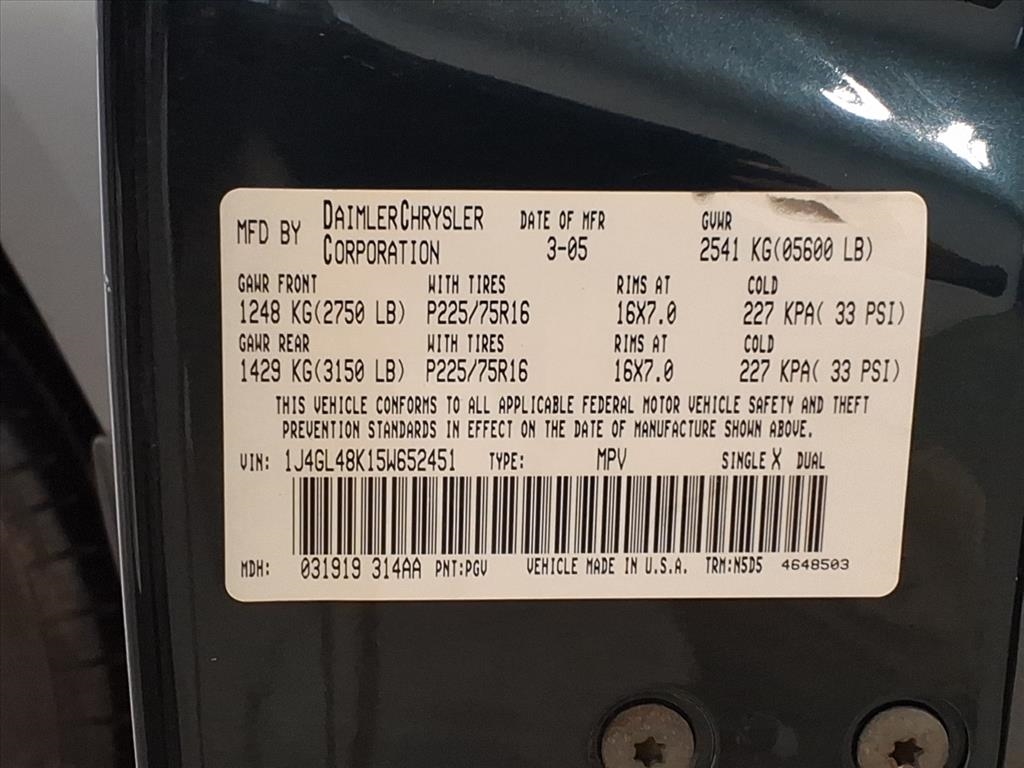 MFD BY DAIMLERCHRYSLER CORPORATION DATE OF MFR 3-05 GVWR 2541 KG(05600 LB)
GAWR FRONT WITH TIRES RIMS AT COLD
1248 KG(2750 LB) P225/75R16 16X7.0 227 KPA( 33 PSI)
GAWR REAR WITH TIRES RIMS AT COLD
1429 KG(3150 LB) P225/75R16 16X7.0 227 KPA( 33 PSI)
THIS VEHICLE CONFORMS TO ALL APPLICABLE FEDERAL MOTOR VEHICLE SAFETY AND THEFT
PREVENTION STANDARDS IN EFFECT ON THE DATE OF MANUFACTURE SHOWN ABOVE.
VIN: 1J4GL48K15W652451 TYPE: MPV SINGLE X DUAL
MDH: 031919 314AA PNT:PGV VEHICLE MADE IN U.S.A. TRM:N5D5 4648503